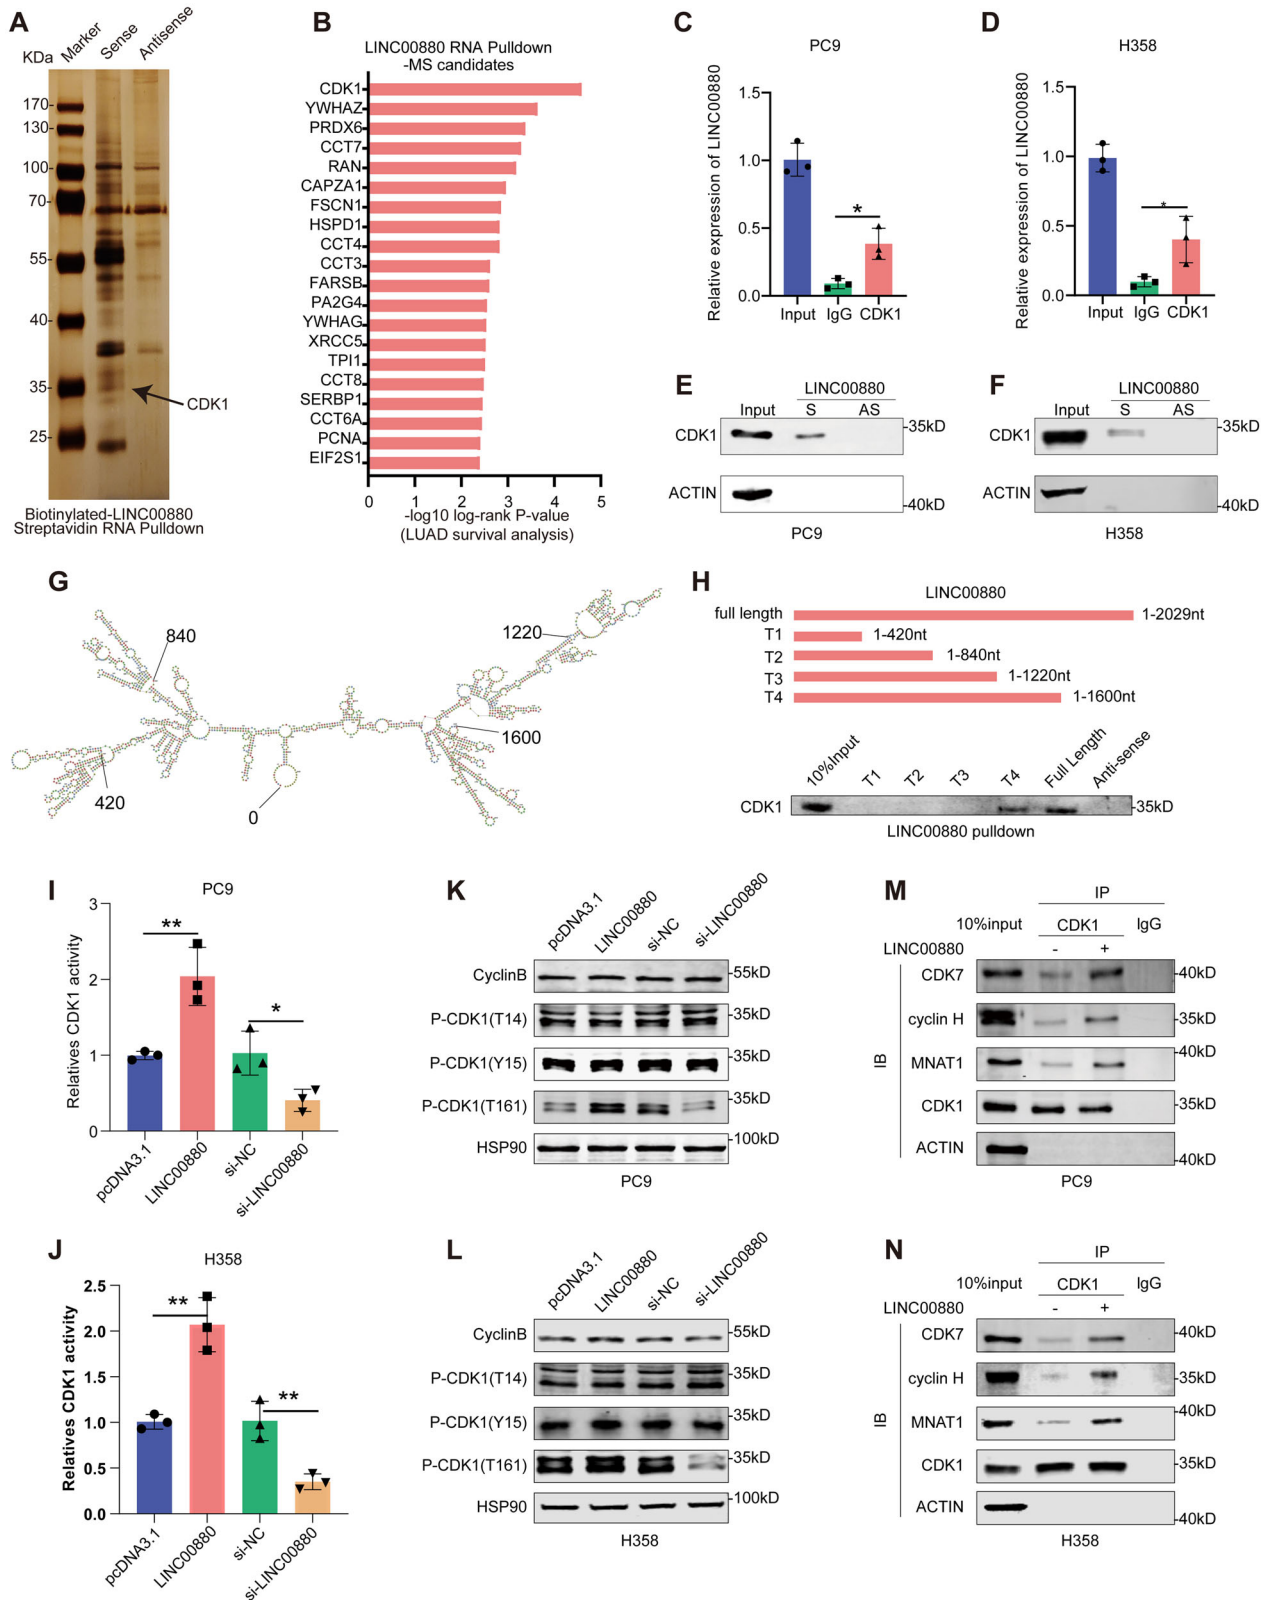 A
KDa
Marker
Sense
Antisense
170-
130-
100-
70-
55-
40-
35-
25-
CDK1
Biotinylated-LINC00880
Streptavidin RNA Pulldown
B
LINC00880 RNA Pulldown
-MS candidates
CDK1
YWHAZ
PRDX6
CCT7
RAN
CAPZA1
FSCN1
HSPD1
CCT4
CCT3
FARSB
PA2G4
YWHAG
XRCC5
TPI1
CCT8
SERBP1
CCT6A
PCNA
EIF2S1
0 1 2 3 4 5
-log10 log-rank P-value
(LUAD survival analysis)
C
PC9
Relative expression of LINC00880
1.5
1.0
0.5
0.0
*
Input IgG CDK1
D
H358
Relative expression of LINC00880
1.5
1.0
0.5
0.0
*
Input IgG CDK1
E
LINC00880
Input S AS
CDK1 -35kD
ACTIN -40kD
PC9
F
LINC00880
Input S AS
CDK1 -35kD
ACTIN -40kD
H358
G
840
1220
1600
420
0
H
LINC00880
full length 1-2029nt
T1 1-420nt
T2 1-840nt
T3 1-1220nt
T4 1-1600nt
10%Input T1 T2 T3 T4 Full Length Anti-sense
CDK1 -35kD
LINC00880 pulldown
I
PC9
Relatives CDK1 activity
3
2
1
0
**
*
pcDNA3.1 LINC00880 si-NC si-LINC00880
K
pcDNA3.1 LINC00880 si-NC si-LINC00880
CyclinB -55kD
P-CDK1(T14) -35kD
P-CDK1(Y15) -35kD
P-CDK1(T161) -35kD
HSP90 -100kD
PC9
M
IP
10%input CDK1 IgG
LINC00880 - +
IB
CDK7 -40kD
cyclin H -35kD
MNAT1 -40kD
CDK1 -35kD
ACTIN -40kD
PC9
J
H358
Relatives CDK1 activity
2.5
2.0
1.5
1.0
0.5
0.0
**
**
pcDNA3.1 LINC00880 si-NC si-LINC00880
L
pcDNA3.1 LINC00880 si-NC si-LINC00880
CyclinB -55kD
P-CDK1(T14) -35kD
P-CDK1(Y15) -35kD
P-CDK1(T161) -35kD
HSP90 -100kD
H358
N
IP
10%input CDK1 IgG
LINC00880 - +
IB
CDK7 -40kD
cyclin H -35kD
MNAT1 -40kD
CDK1 -35kD
ACTIN -40kD
H358